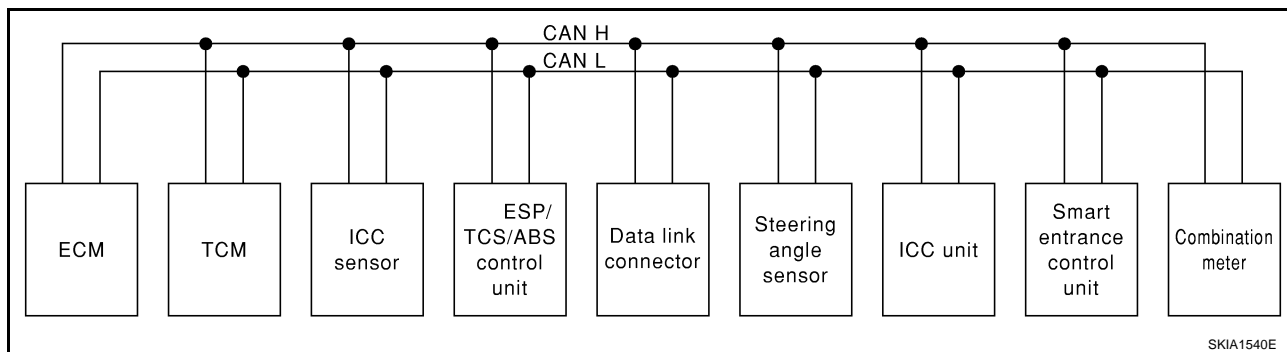 CAN H
CAN L
ECM
TCM
ICC
sensor
ESP/
TCS/ABS
control
unit
Data link
connector
Steering
angle
sensor
ICC unit
Smart
entrance
control
unit
Combination
meter
SKIA1540E